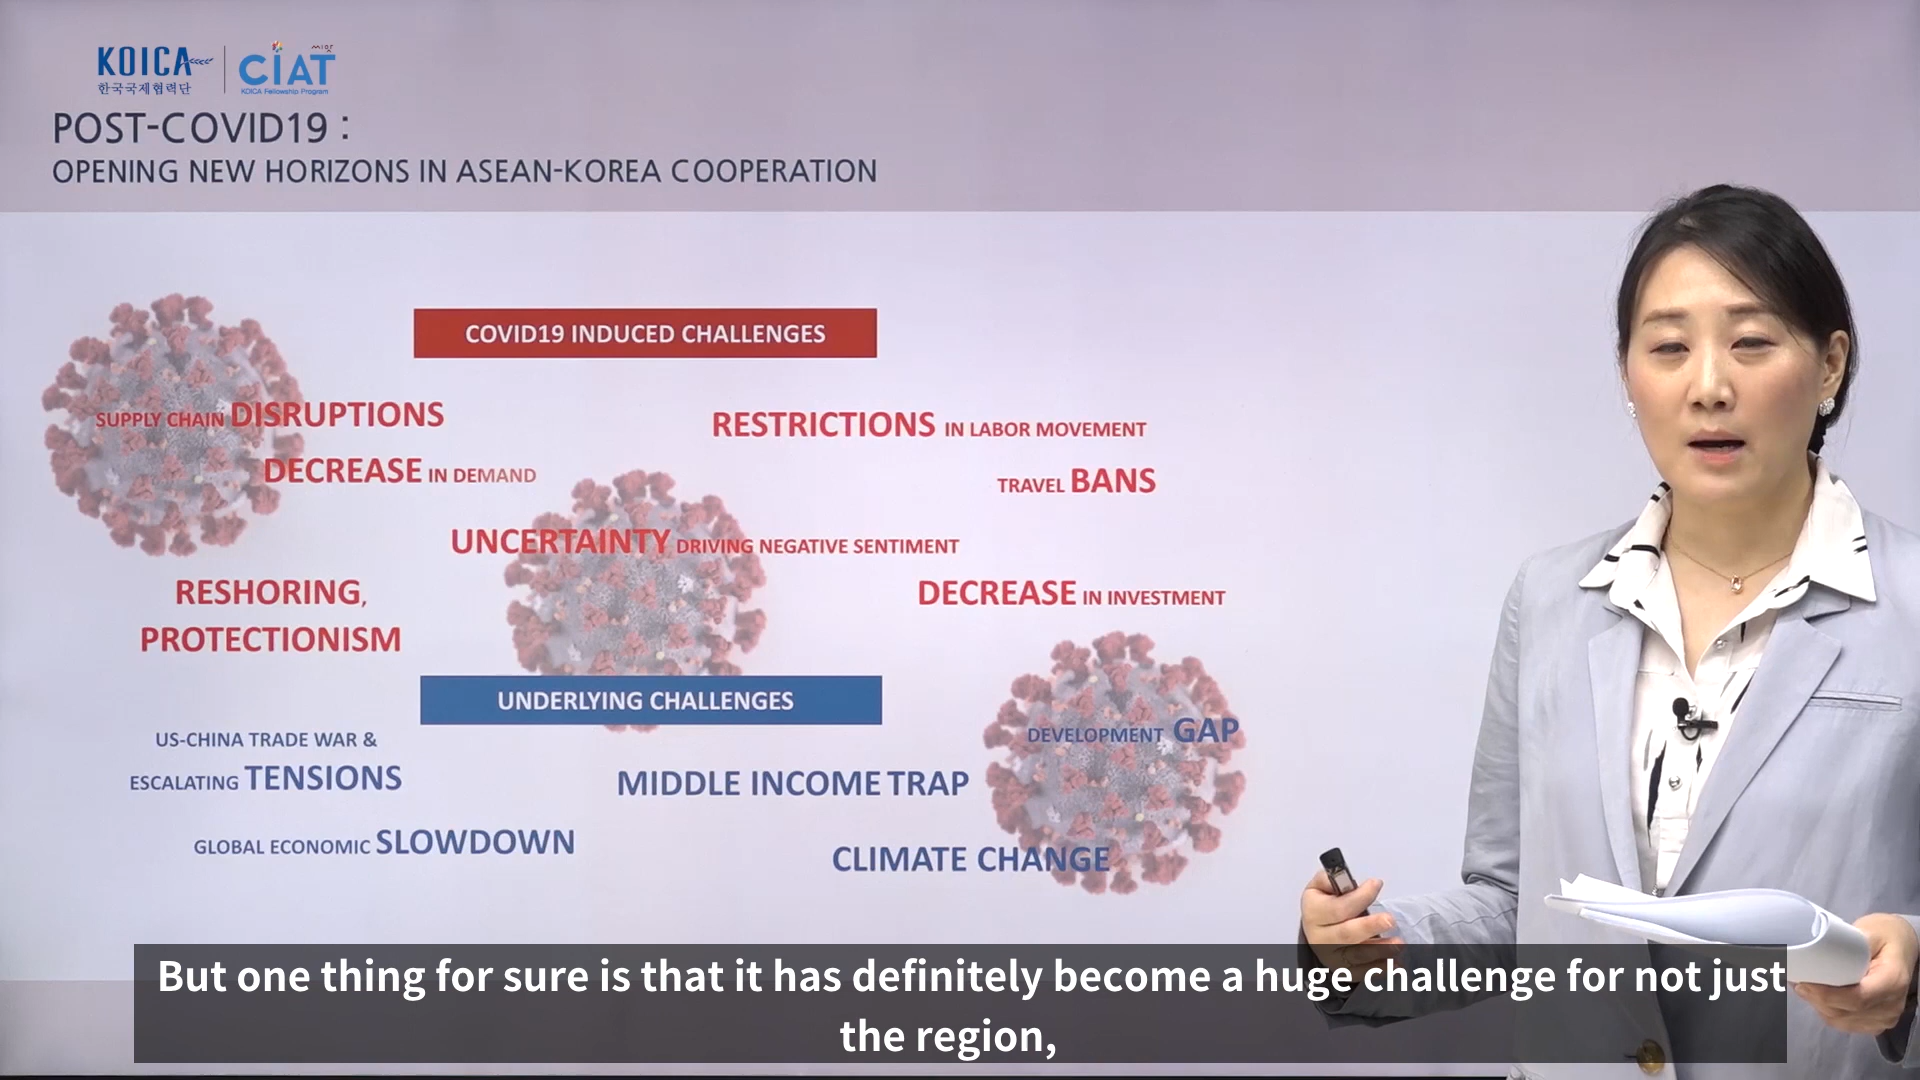 KOICA
한국국제협력단
CIAT
KOICA Fellowship Program
POST-COVID19 :
OPENING NEW HORIZONS IN ASEAN-KOREA COOPERATION
COVID19 INDUCED CHALLENGES
SUPPLY CHAIN DISRUPTIONS
RESTRICTIONS IN LABOR MOVEMENT
DECREASE IN DEMAND
TRAVEL BANS
UNCERTAINTY DRIVING NEGATIVE SENTIMENT
RESHORING,
PROTECTIONISM
DECREASE IN INVESTMENT
UNDERLYING CHALLENGES
US-CHINA TRADE WAR &
ESCALATING TENSIONS
DEVELOPMENT GAP
MIDDLE INCOME TRAP
GLOBAL ECONOMIC SLOWDOWN
CLIMATE CHANGE
But one thing for sure is that it has definitely become a huge challenge for not just
the region,